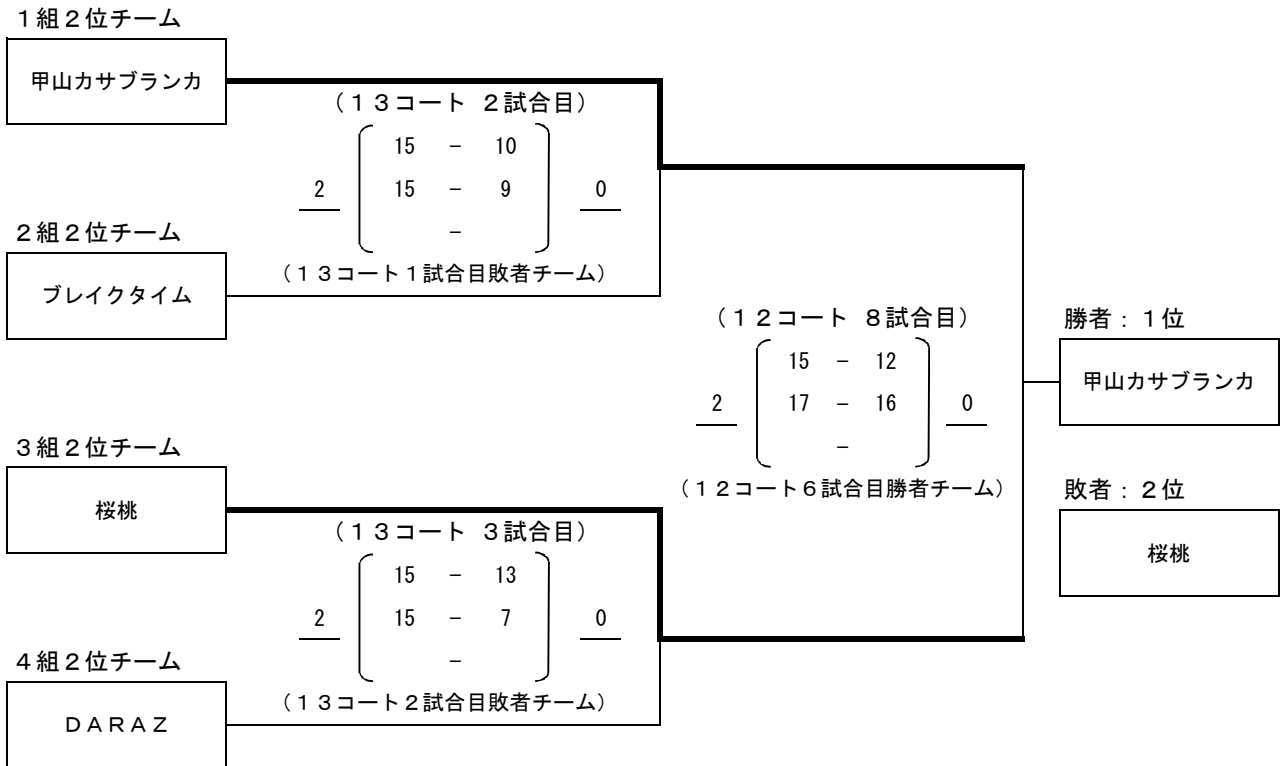 1組2位チーム
甲山カサブランカ
(13コート 2試合目)
15 - 10
2 15 - 9 0
-
2組2位チーム
(13コート1試合目敗者チーム)
ブレイクタイム
(12コート 8試合目)
勝者:1位
15 - 12
甲山カサブランカ
2 17 - 16 0
-
3組2位チーム
(12コート6試合目勝者チーム)
敗者:2位
桜桃
(13コート 3試合目)
桜桃
15 - 13
2 15 - 7 0
-
4組2位チーム
(13コート2試合目敗者チーム)
DARAZ